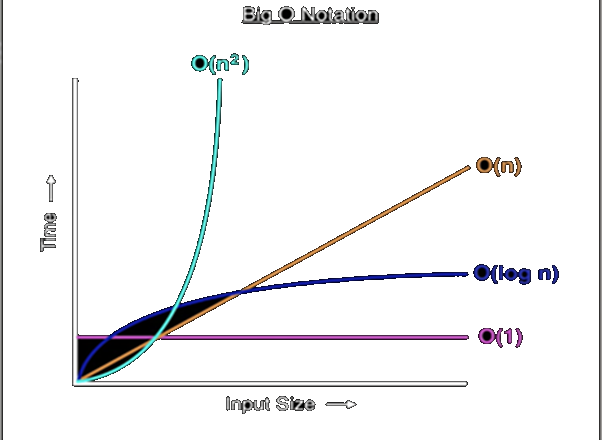 Big O Notation
O(n²)
O(n)
Time
O(log n)
O(1)
Input Size